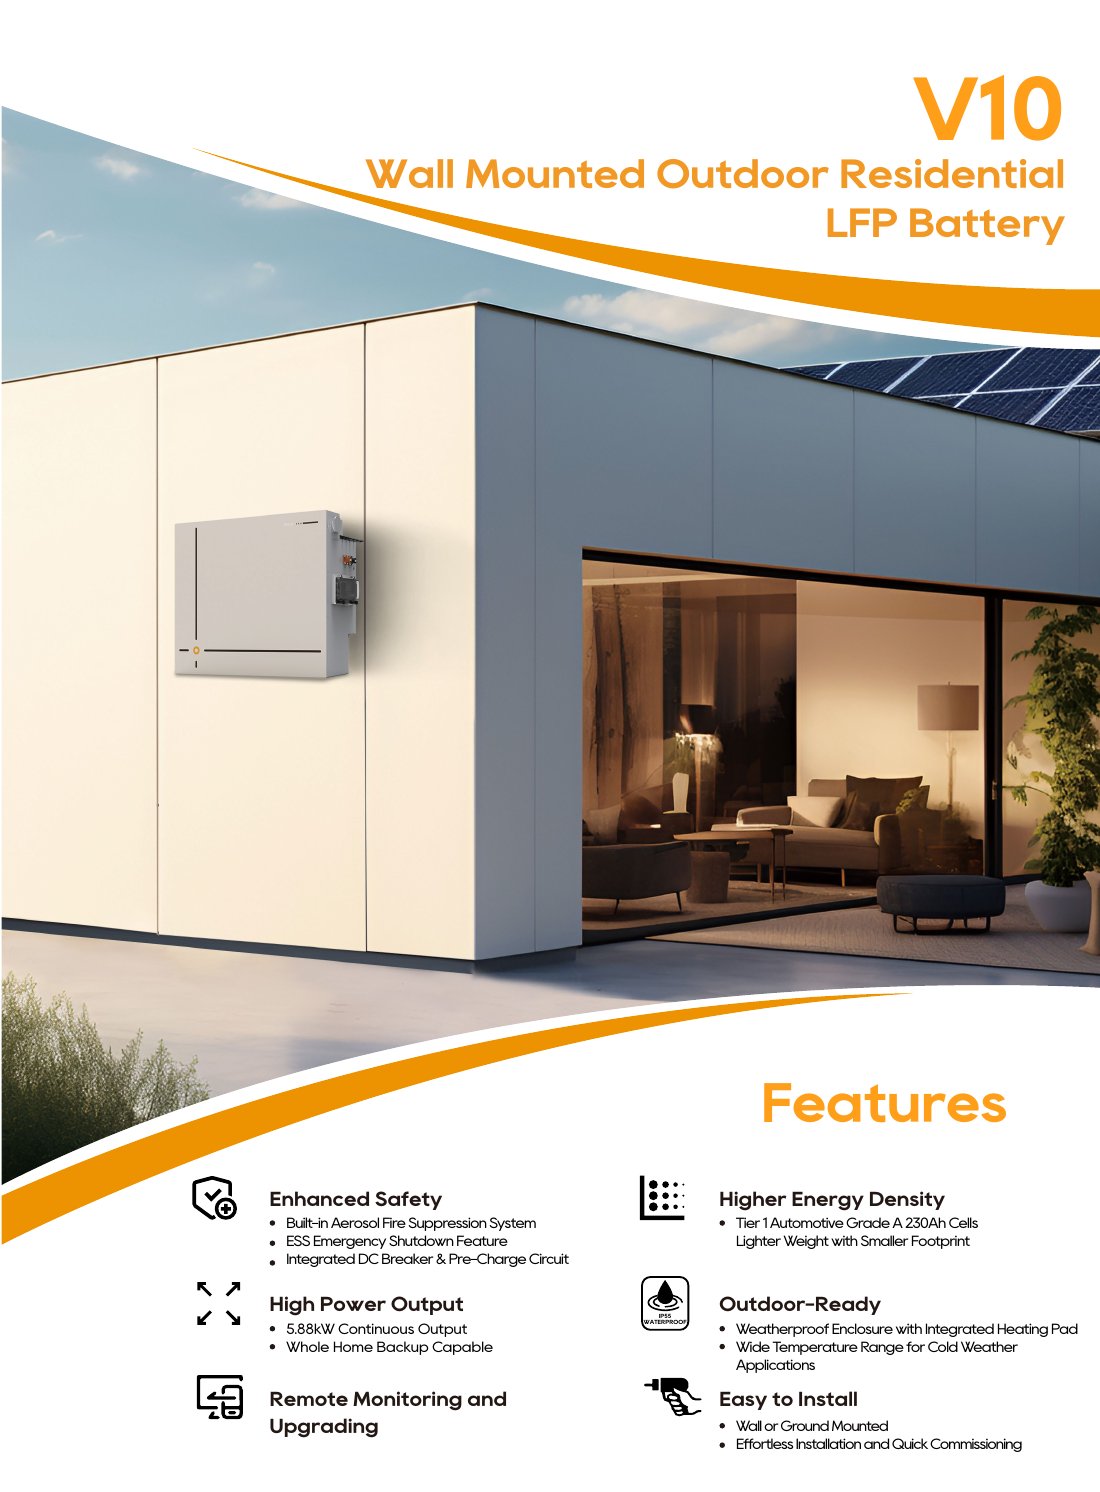 V10
Wall Mounted Outdoor Residential
LFP Battery
Features
Enhanced Safety
• Built-in Aerosol Fire Suppression System
• ESS Emergency Shutdown Feature
• Integrated DC Breaker & Pre-Charge Circuit
High Power Output
• 5.88kW Continuous Output
• Whole Home Backup Capable
Remote Monitoring and
Upgrading
Higher Energy Density
• Tier 1 Automotive Grade A 230Ah Cells
Lighter Weight with Smaller Footprint
IP55
WATERPROOF
Outdoor-Ready
• Weatherproof Enclosure with Integrated Heating Pad
• Wide Temperature Range for Cold Weather
Applications
Easy to Install
• Wall or Ground Mounted
• Effortless Installation and Quick Commissioning